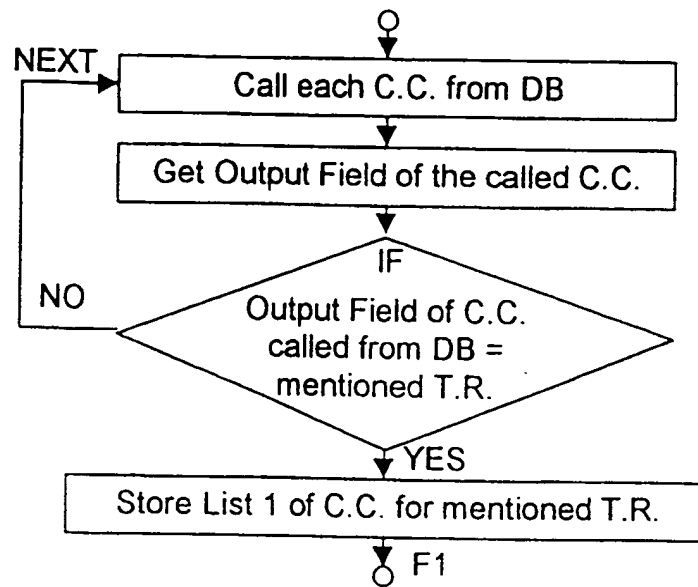 NEXT
Call each C.C. from DB
Get Output Field of the called C.C.
IF
NO
Output Field of C.C.
called from DB =
mentioned T.R.
YES
Store List 1 of C.C. for mentioned T.R.
F1